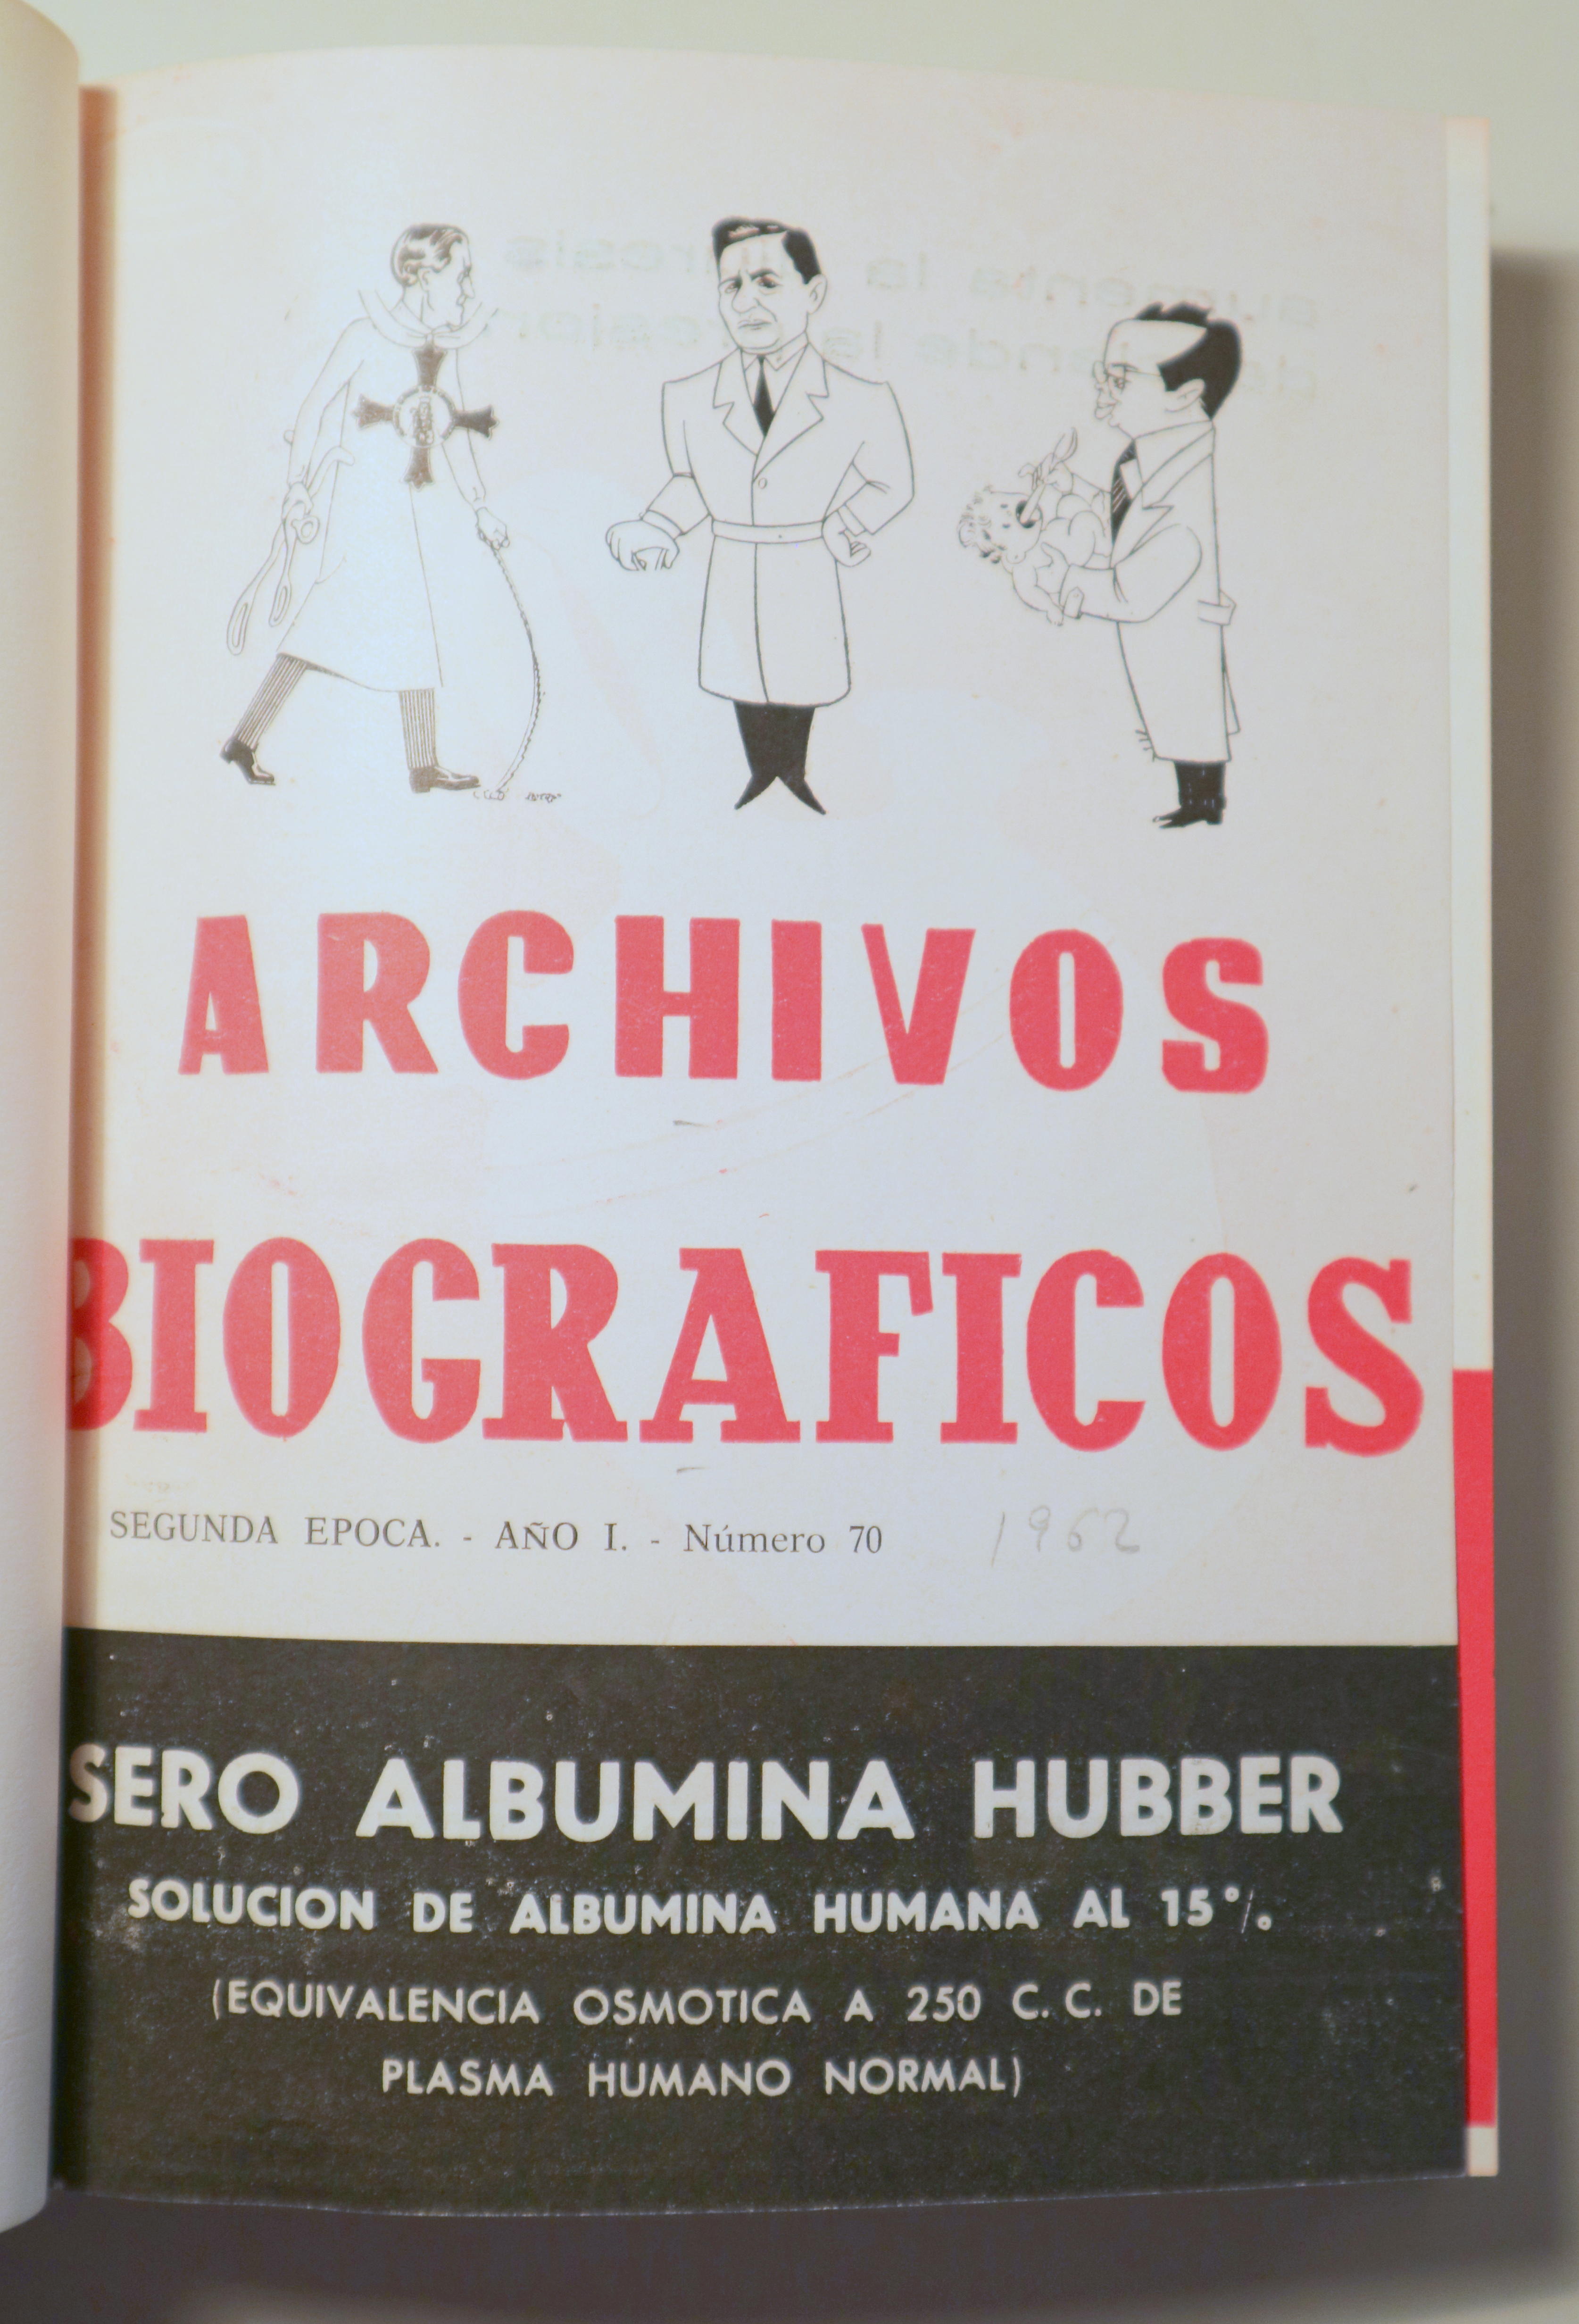 ARCHIVOS
BIOGRAFICOS
SEGUNDA EPOCA. - AÑO I. - Número 70 1962
SERO ALBUMINA HUBBER
SOLUCION DE ALBUMINA HUMANA AL 15%
(EQUIVALENCIA OSMOTICA A 250 C. C. DE
PLASMA HUMANO NORMAL)